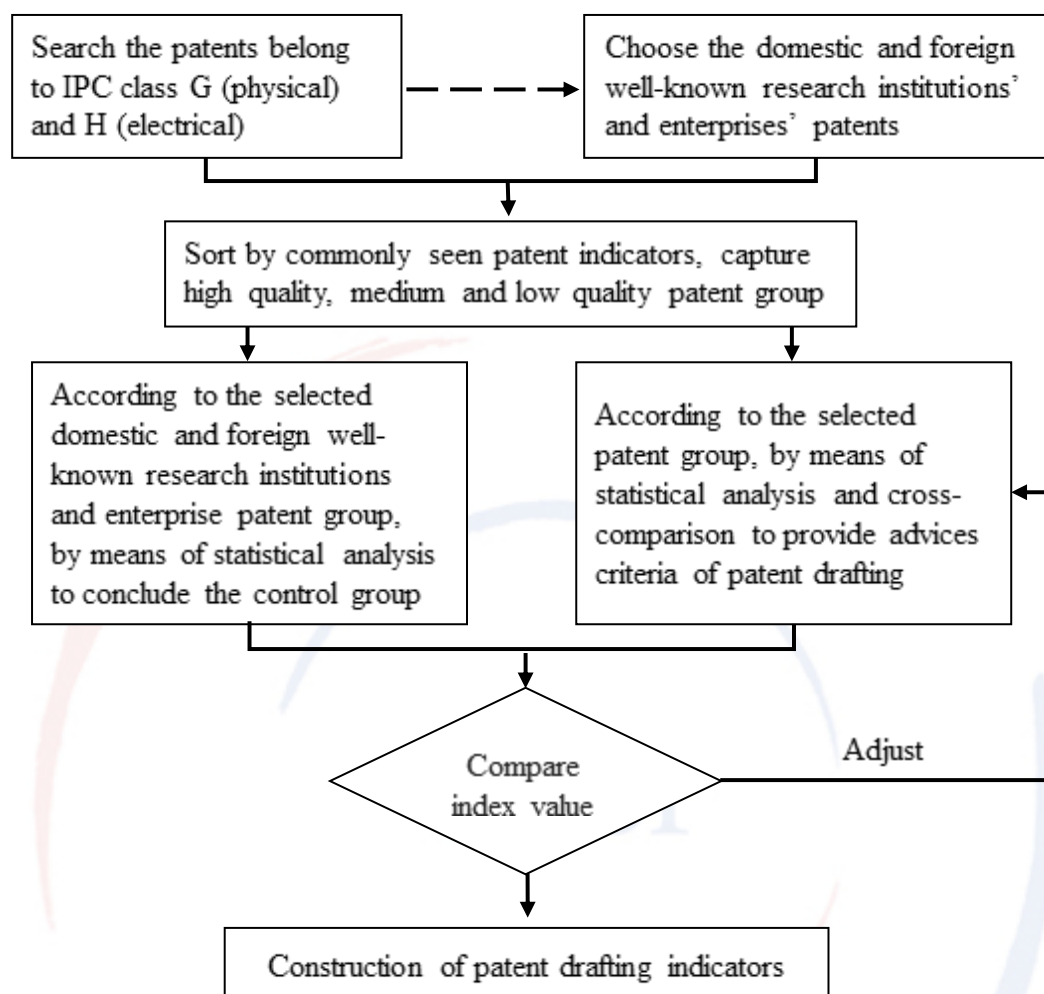 Search the patents belong
to IPC class G (physical)
and H (electrical)
Choose the domestic and foreign
well-known research institutions’
and enterprises’ patents
Sort by commonly seen patent indicators, capture
high quality, medium and low quality patent group
According to the selected
domestic and foreign well-
known research institutions
and enterprise patent group,
by means of statistical analysis
to conclude the control group
According to the selected
patent group, by means of
statistical analysis and cross-
comparison to provide advices
criteria of patent drafting
Compare
index value
Adjust
Construction of patent drafting indicators